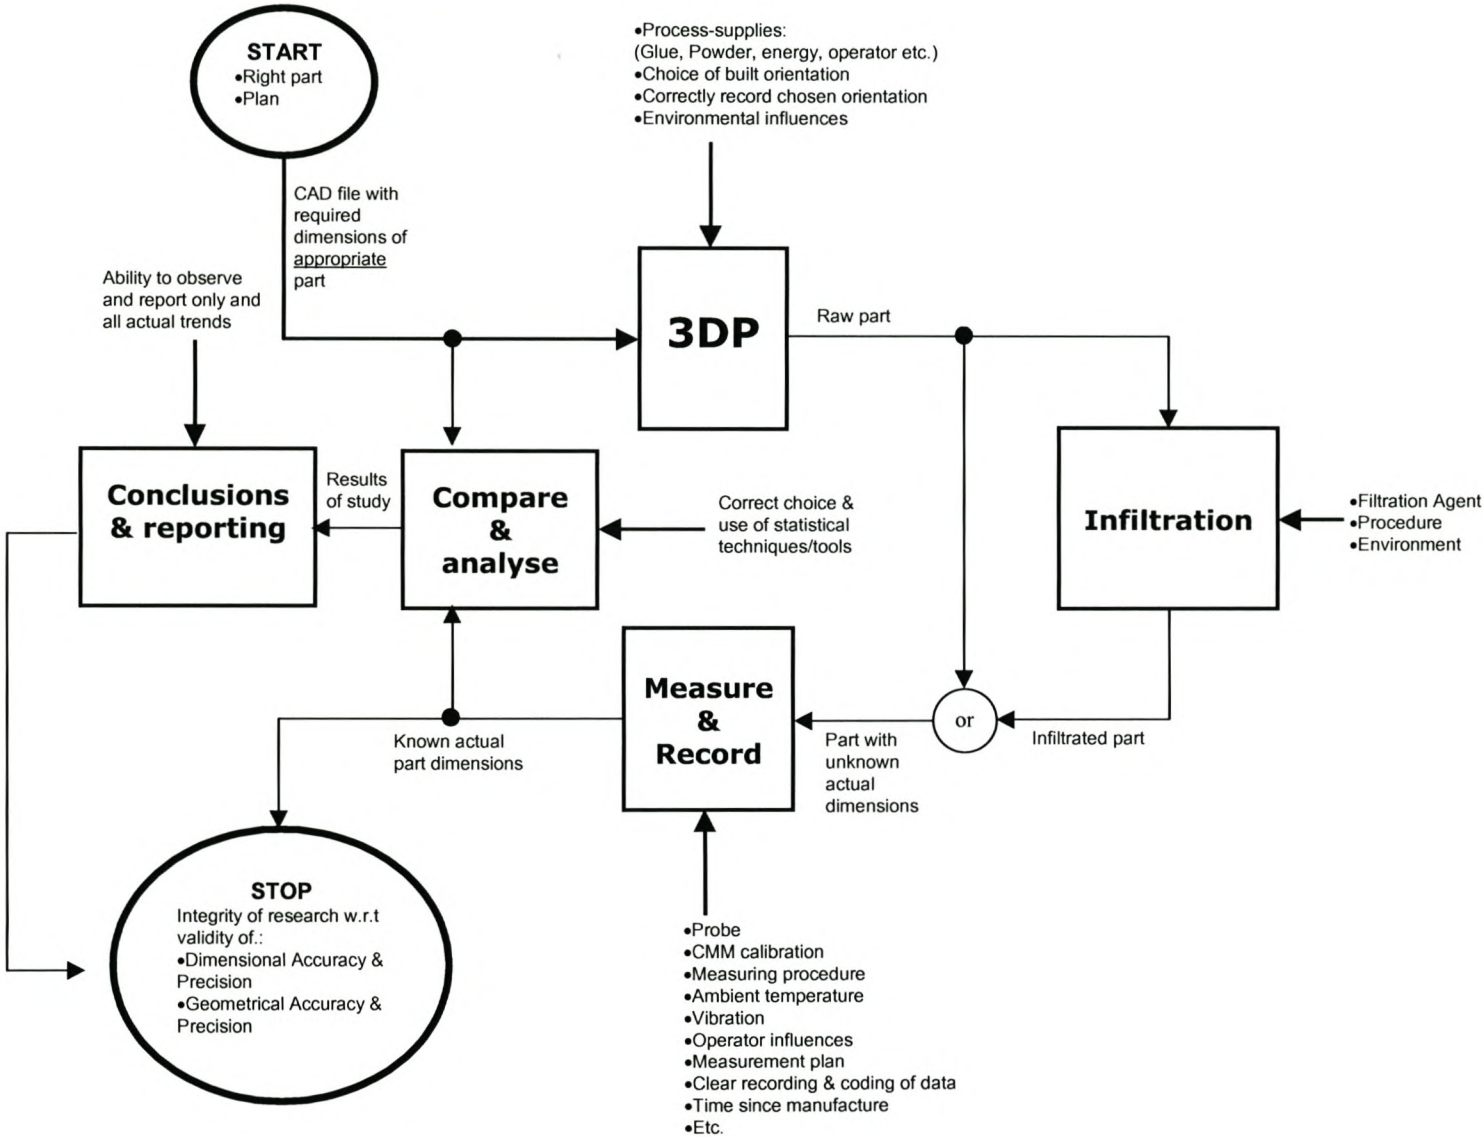 START
•Right part
•Plan
•Process-supplies:
(Glue, Powder, energy, operator etc.)
•Choice of built orientation
•Correctly record chosen orientation
•Environmental influences
CAD file with
required
dimensions of
appropriate
part
Ability to observe
and report only and
all actual trends
3DP
Raw part
Conclusions
& reporting
Results
of study
Compare
&
analyse
Correct choice &
use of statistical
techniques/tools
Infiltration
•Filtration Agent
•Procedure
•Environment
Measure
&
Record
or
Infiltrated part
Part with
unknown
actual
dimensions
Known actual
part dimensions
STOP
Integrity of research w.r.t
validity of.:
•Dimensional Accuracy &
Precision
•Geometrical Accuracy &
Precision
•Probe
•CMM calibration
•Measuring procedure
•Ambient temperature
•Vibration
•Operator influences
•Measurement plan
•Clear recording & coding of data
•Time since manufacture
•Etc.